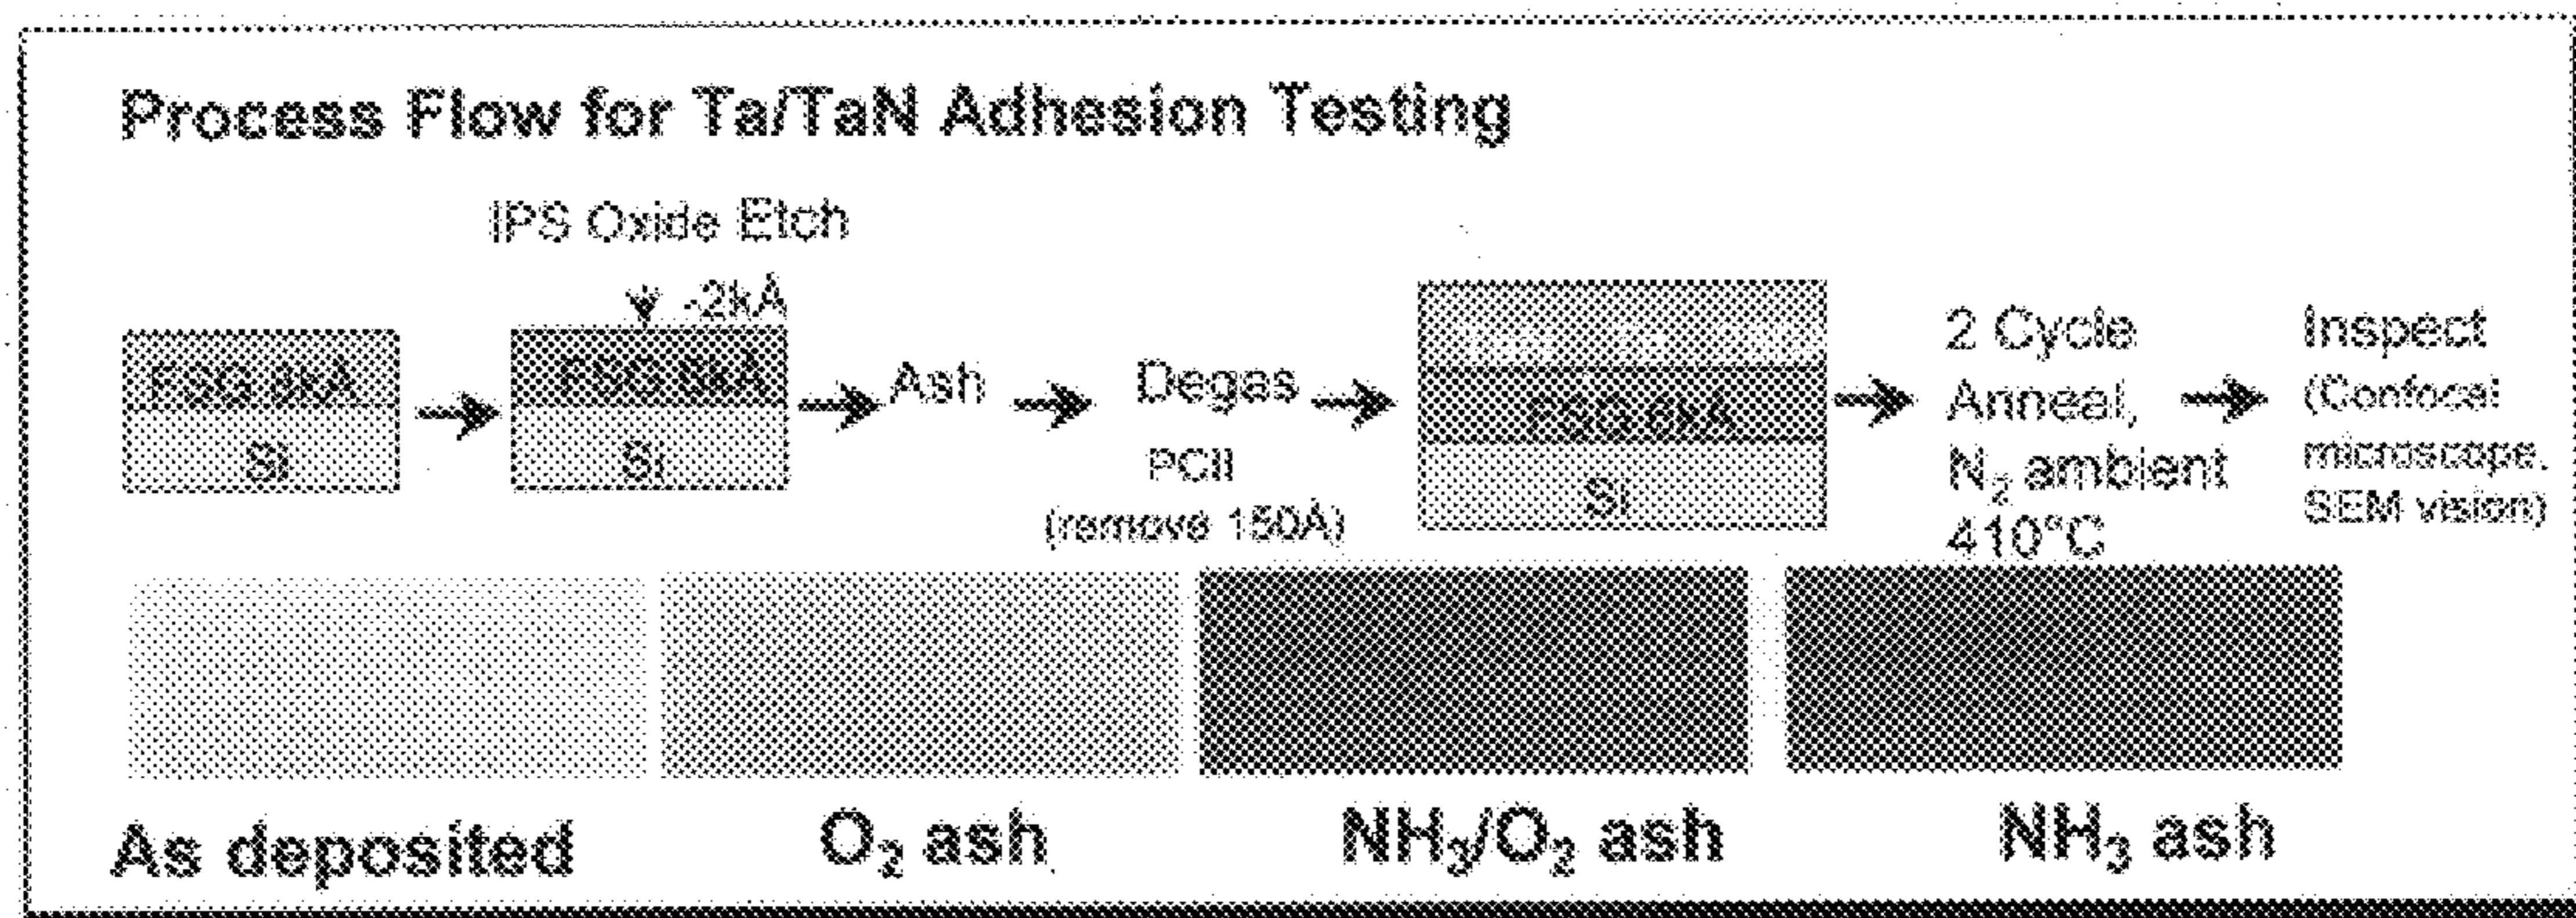 Process Flow for Ta/TaN Adhesion Testing
IPS Oxide Etch
-2kÅ
FSG 8kÅ
Si
FSG 6kÅ
Si
Ash
Degas
PCII
(remove 150Å)
FSG 6kÅ
Si
2 Cycle
Anneal,
N₂ ambient
410°C
Inspect
(Confocal
microscope,
SEM vision)
As deposited
O₂ ash
NH₃/O₂ ash
NH₃ ash